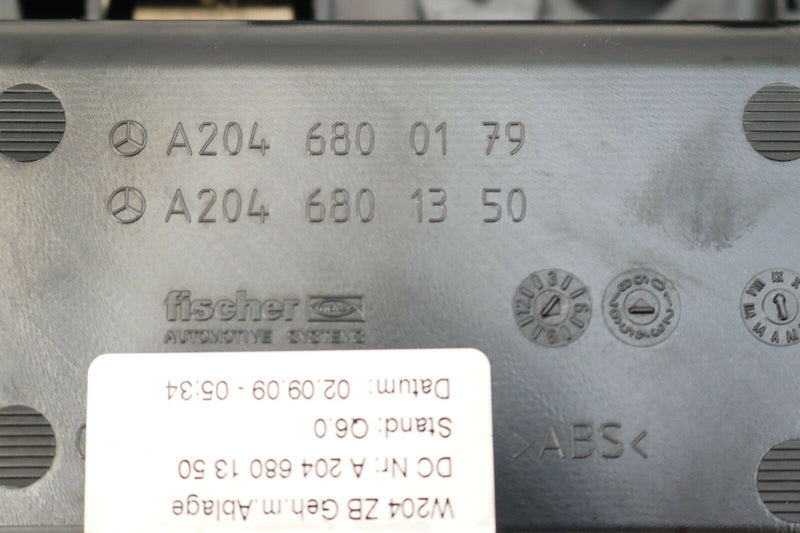 A204 680 01 79
A204 680 13 50
fischer
AUTOMOTIVE SYSTEMS
>ABS<
W204 ZB Geh.m.Ablage
DC Nr: A 204 680 13 50
Stand: Q6.0
Datum: 02.09.09 - 05:34